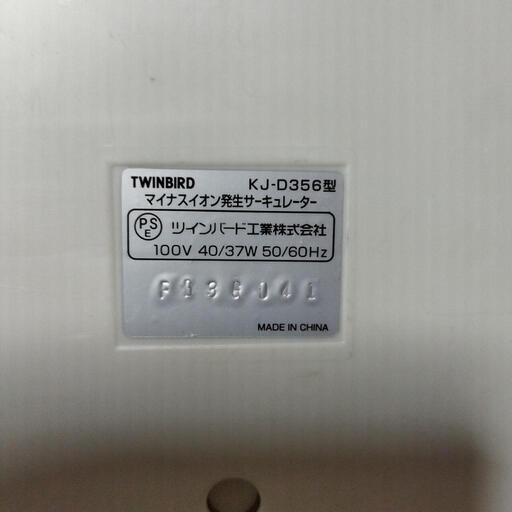 TWINBIRD KJ-D356型
マイナスイオン発生サーキュレーター
PSE ツインバード工業株式会社
100V 40/37W 50/60Hz
MADE IN CHINA